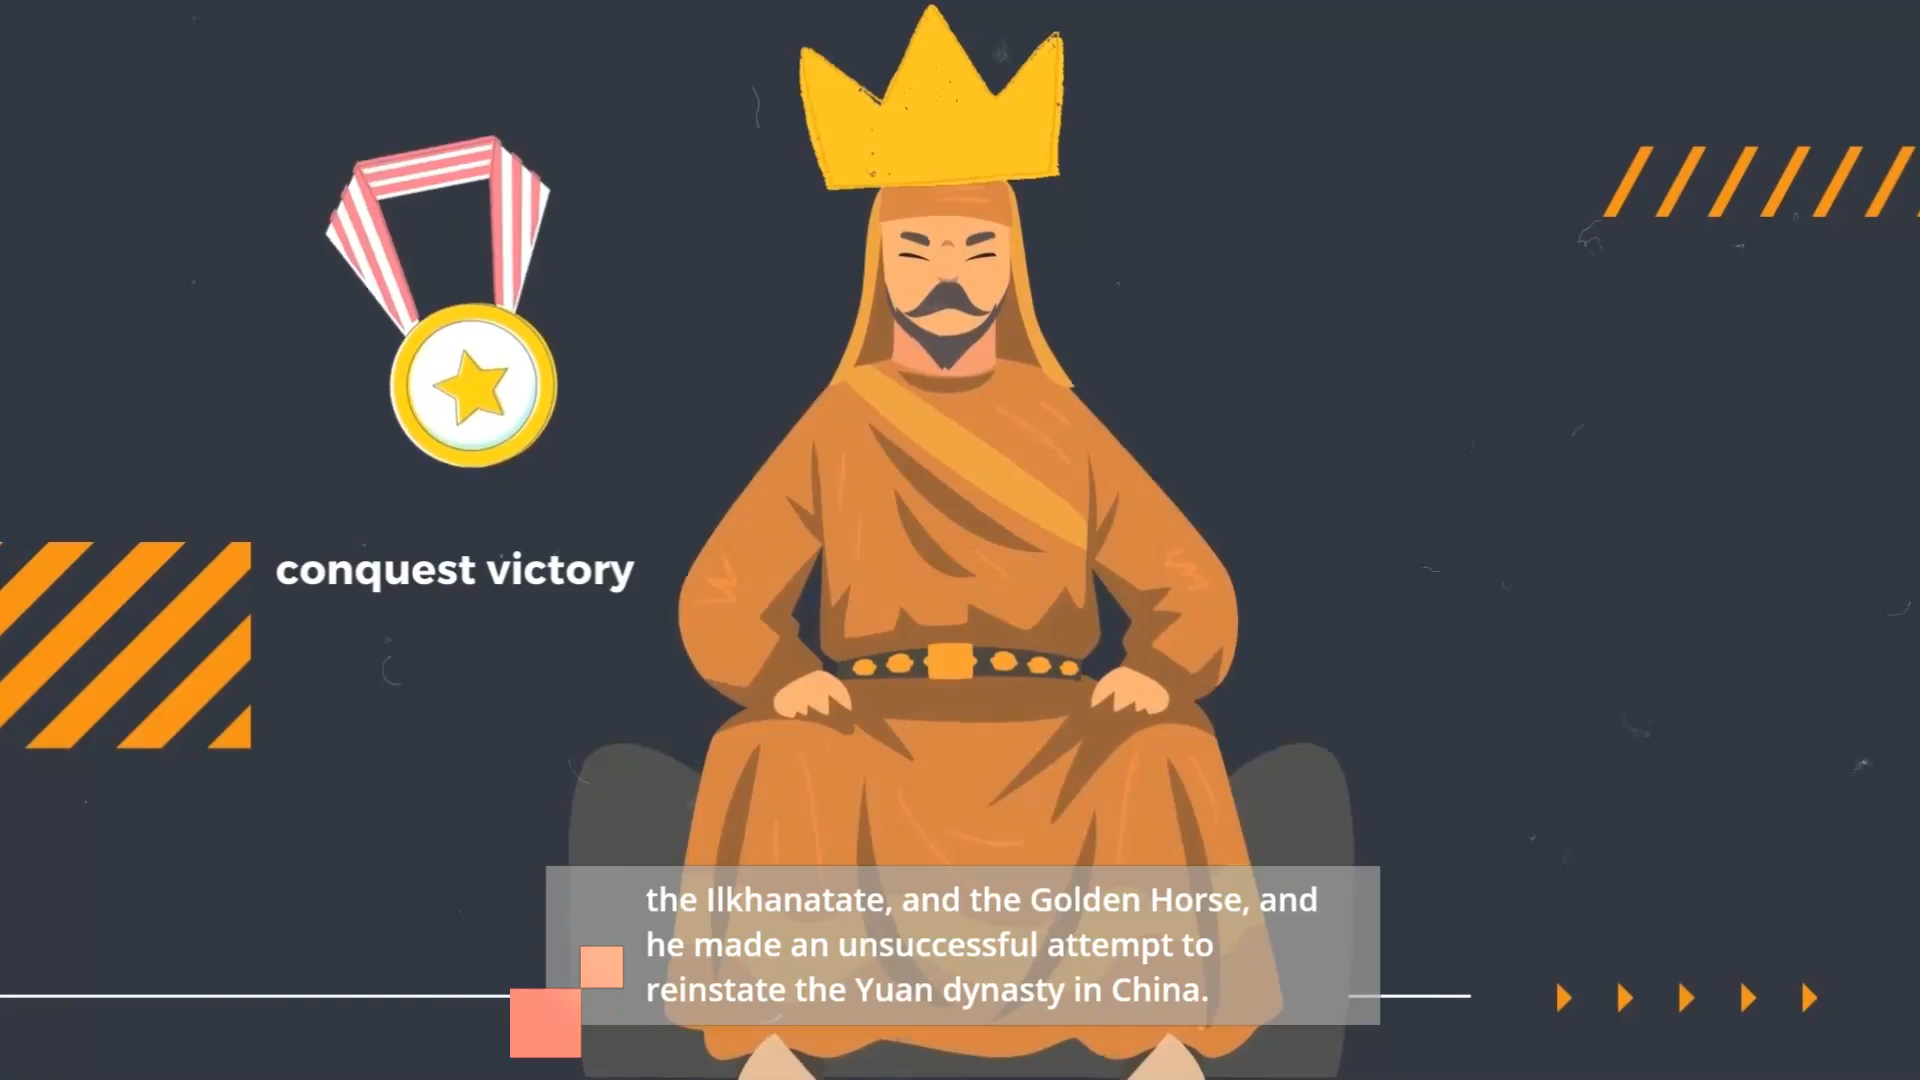 conquest victory
the Ilkhanatate, and the Golden Horse, and
he made an unsuccessful attempt to
reinstate the Yuan dynasty in China.